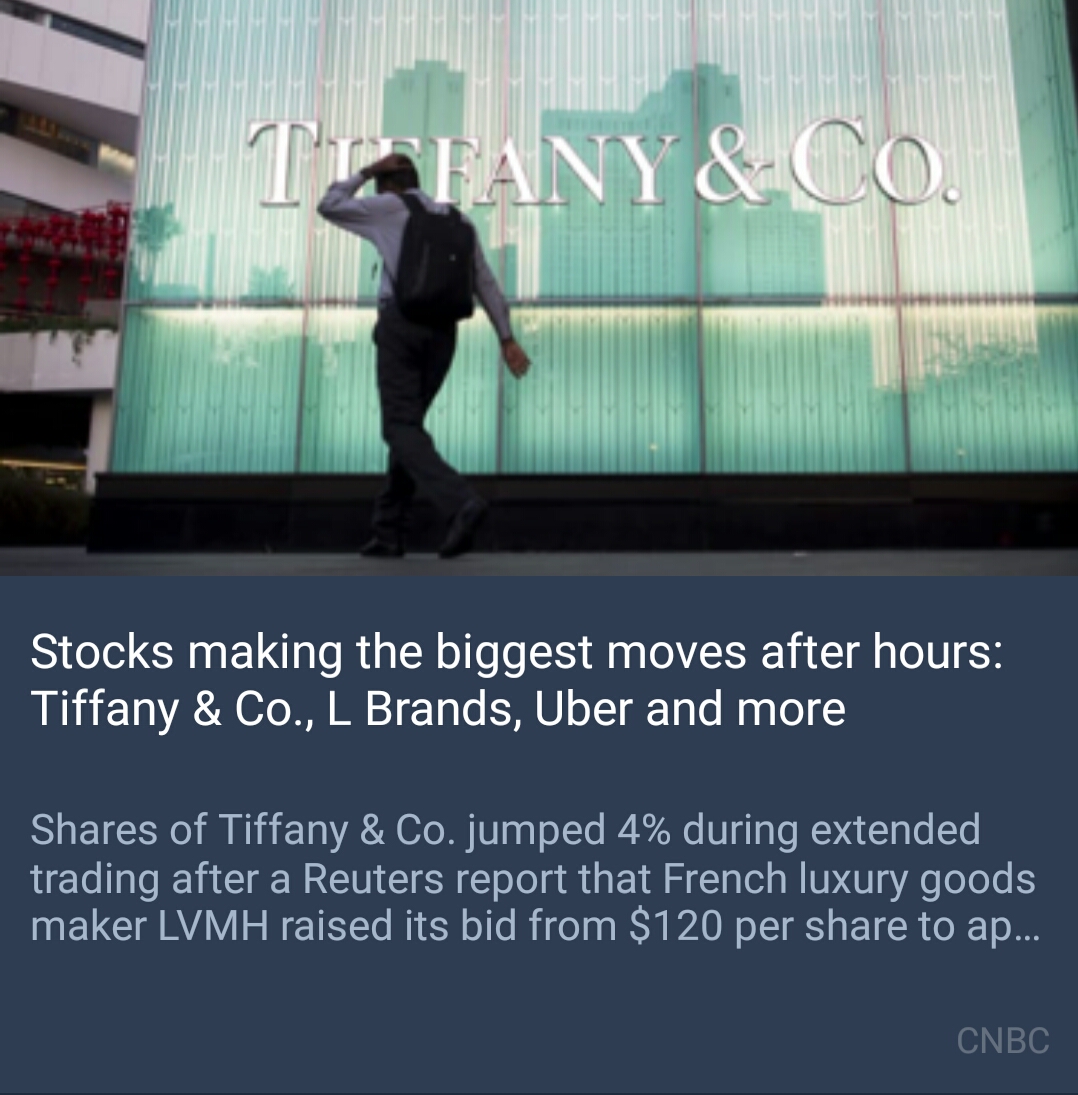 TIFFANY & CO.
Stocks making the biggest moves after hours:
Tiffany & Co., L Brands, Uber and more
Shares of Tiffany & Co. jumped 4% during extended
trading after a Reuters report that French luxury goods
maker LVMH raised its bid from $120 per share to ap…
CNBC